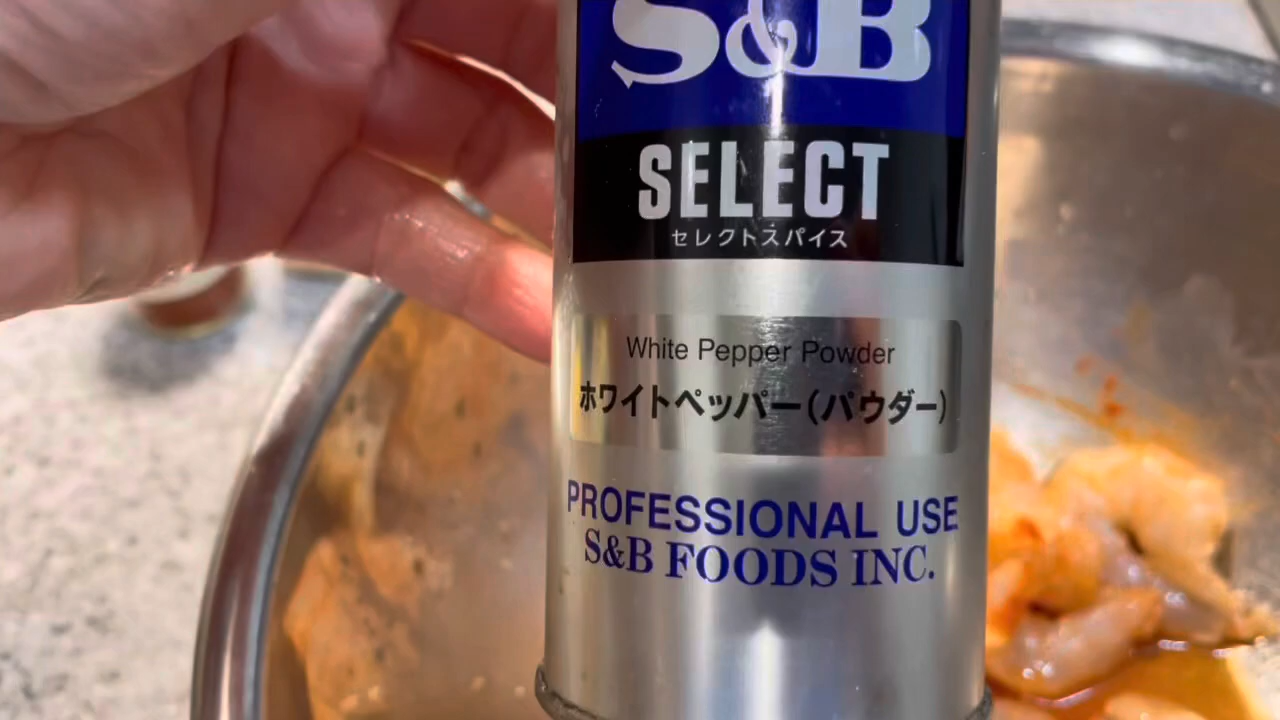 S&B
SELECT
セレクトスパイス
White Pepper Powder
ホワイトペッパー(パウダー)
PROFESSIONAL USE
S&B FOODS INC.